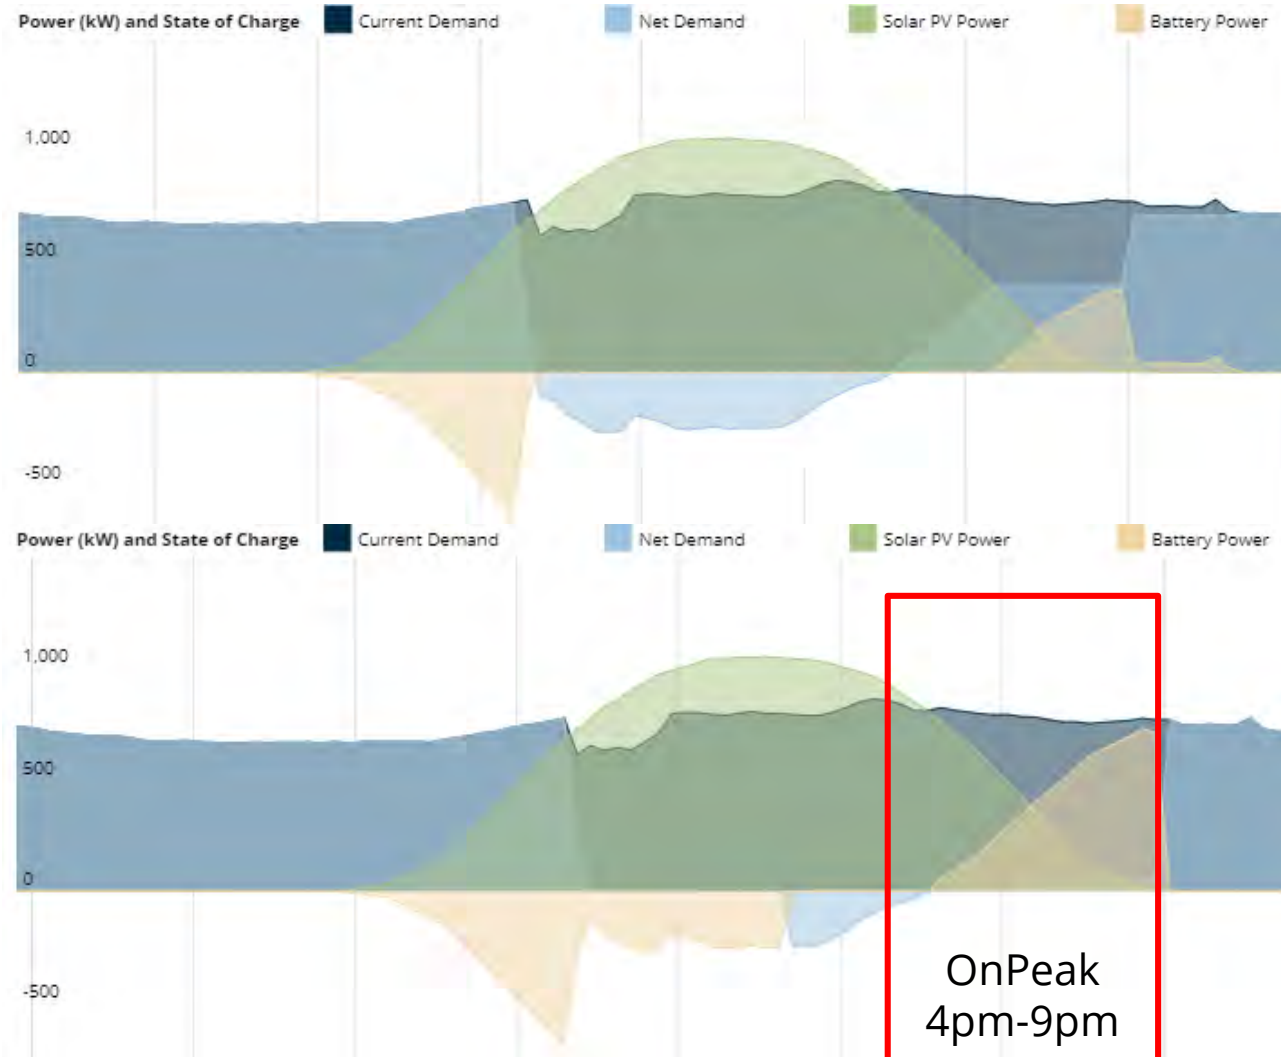 Power (kW) and State of Charge Current Demand Net Demand Solar PV Power Battery Power
1,000
500
0
-500
Power (kW) and State of Charge Current Demand Net Demand Solar PV Power Battery Power
1,000
500
0
-500
OnPeak
4pm-9pm